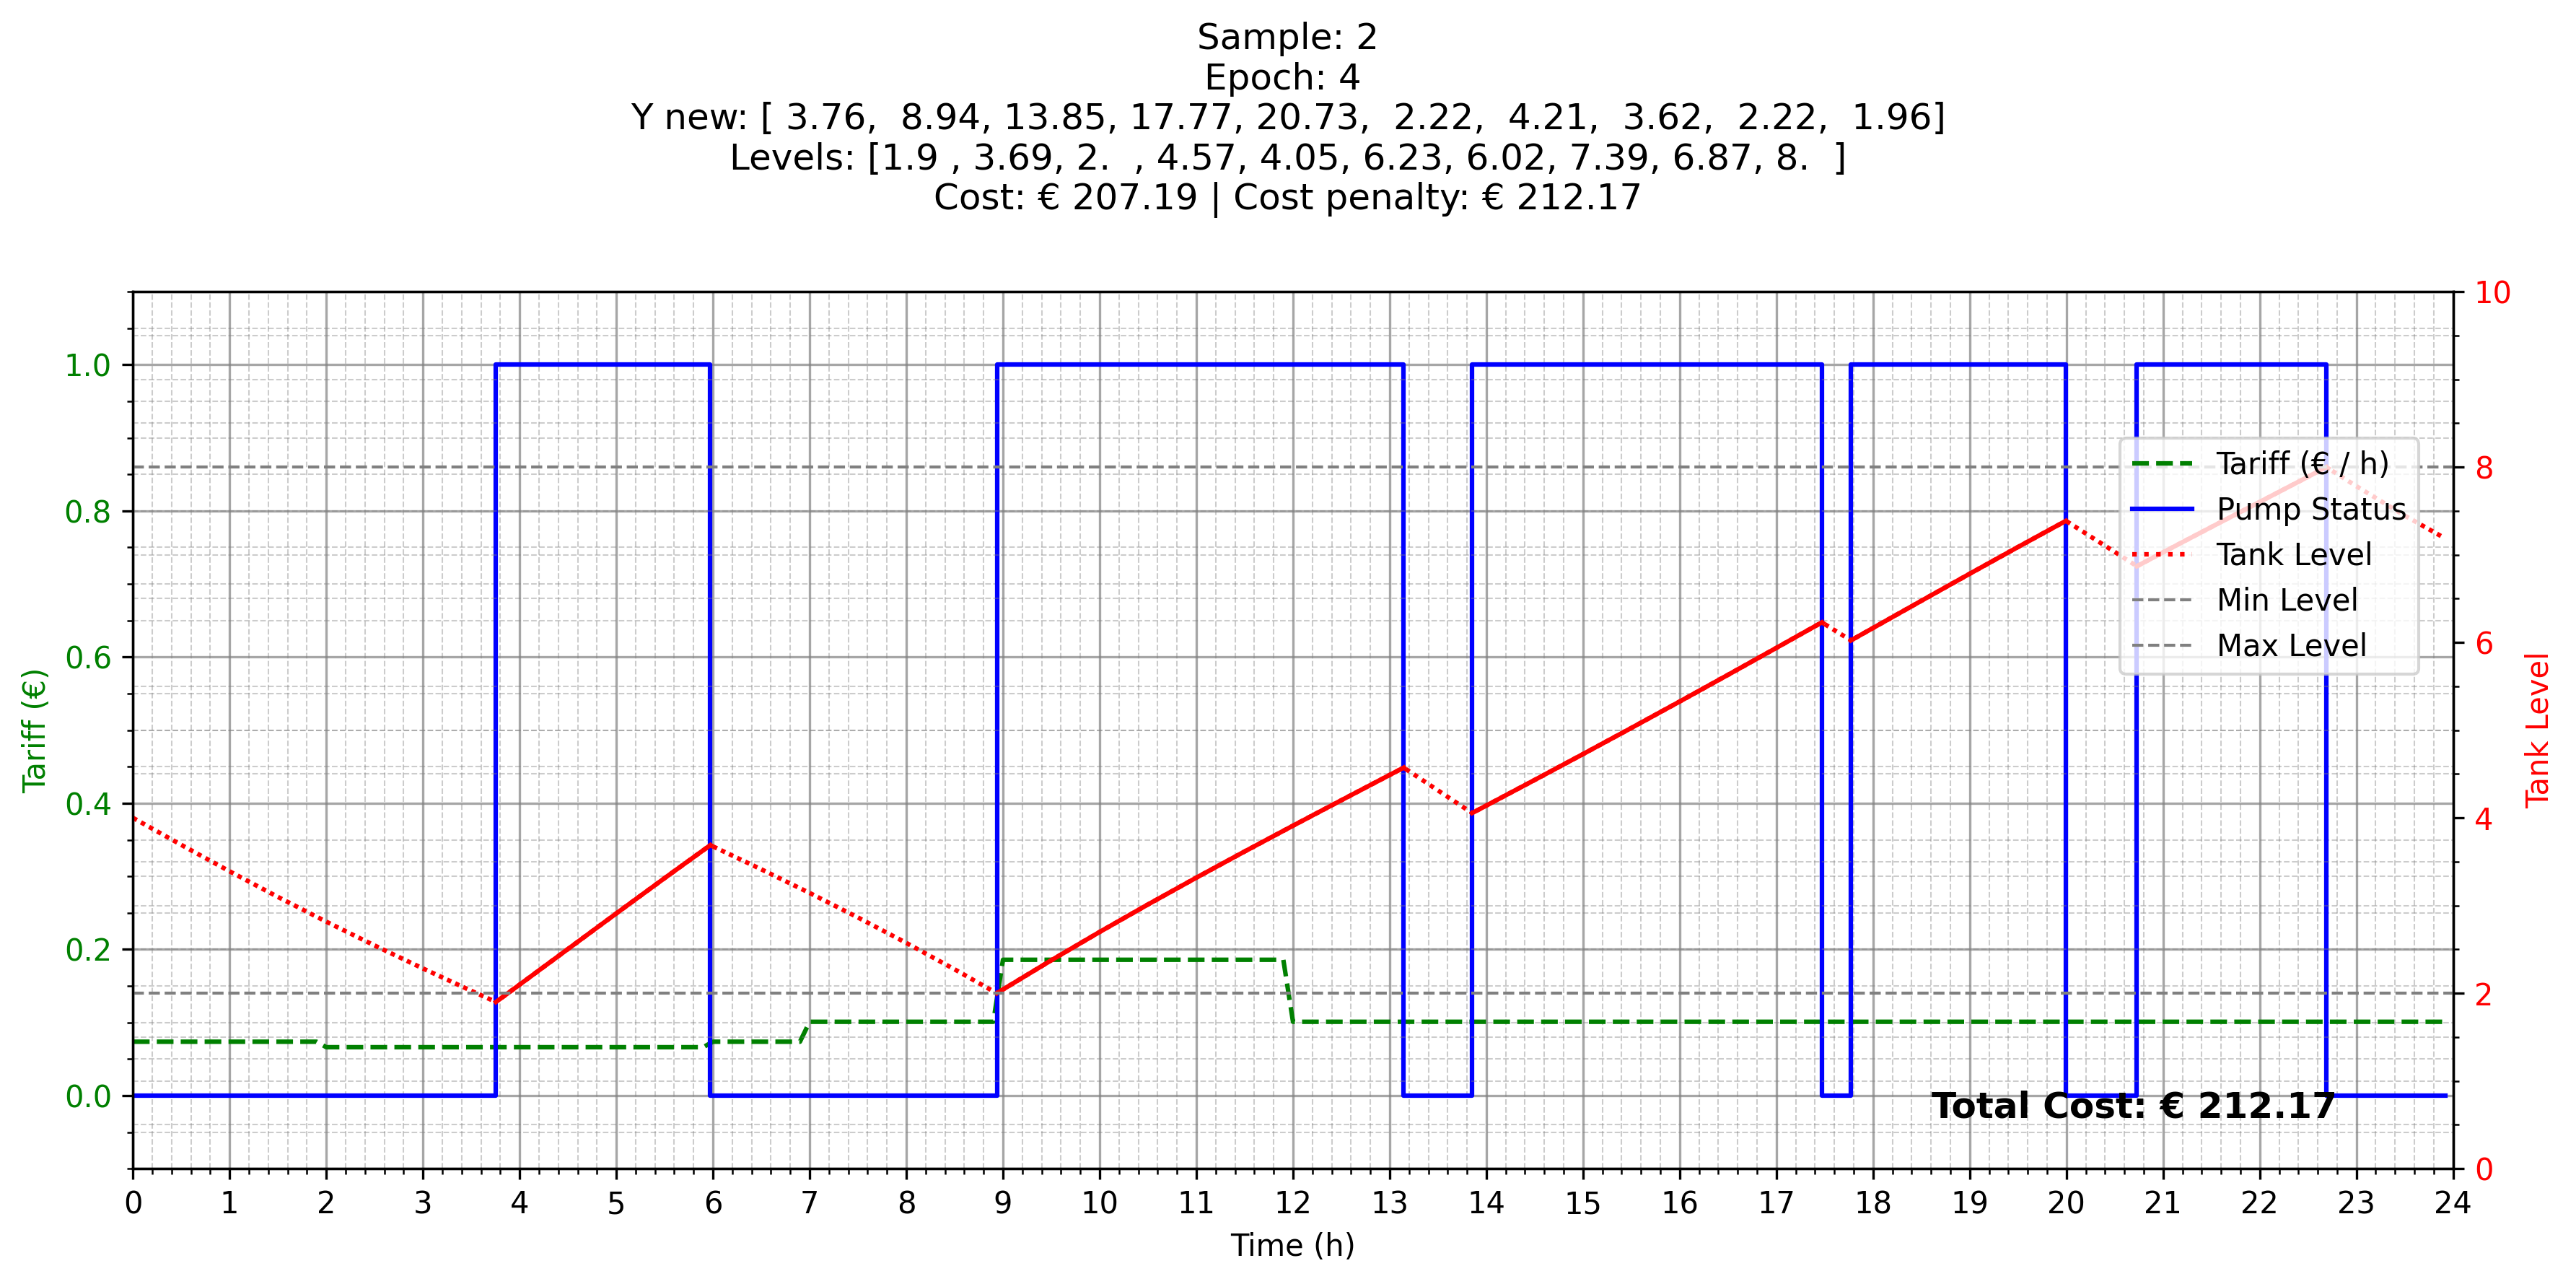 Sample: 2
Epoch: 4
Y new: [ 3.76,  8.94, 13.85, 17.77, 20.73,  2.22,  4.21,  3.62,  2.22,  1.96]
Levels: [1.9 , 3.69, 2.  , 4.57, 4.05, 6.23, 6.02, 7.39, 6.87, 8.  ]
Cost: € 207.19 | Cost penalty: € 212.17
1.0
0.8
0.6
0.4
0.2
0.0
Tariff (€)
10
8
6
4
2
0
Tank Level
Tariff (€ / h)
Pump Status
Tank Level
Min Level
Max Level
Total Cost: € 212.17
0 1 2 3 4 5 6 7 8 9 10 11 12 13 14 15 16 17 18 19 20 21 22 23 24
Time (h)